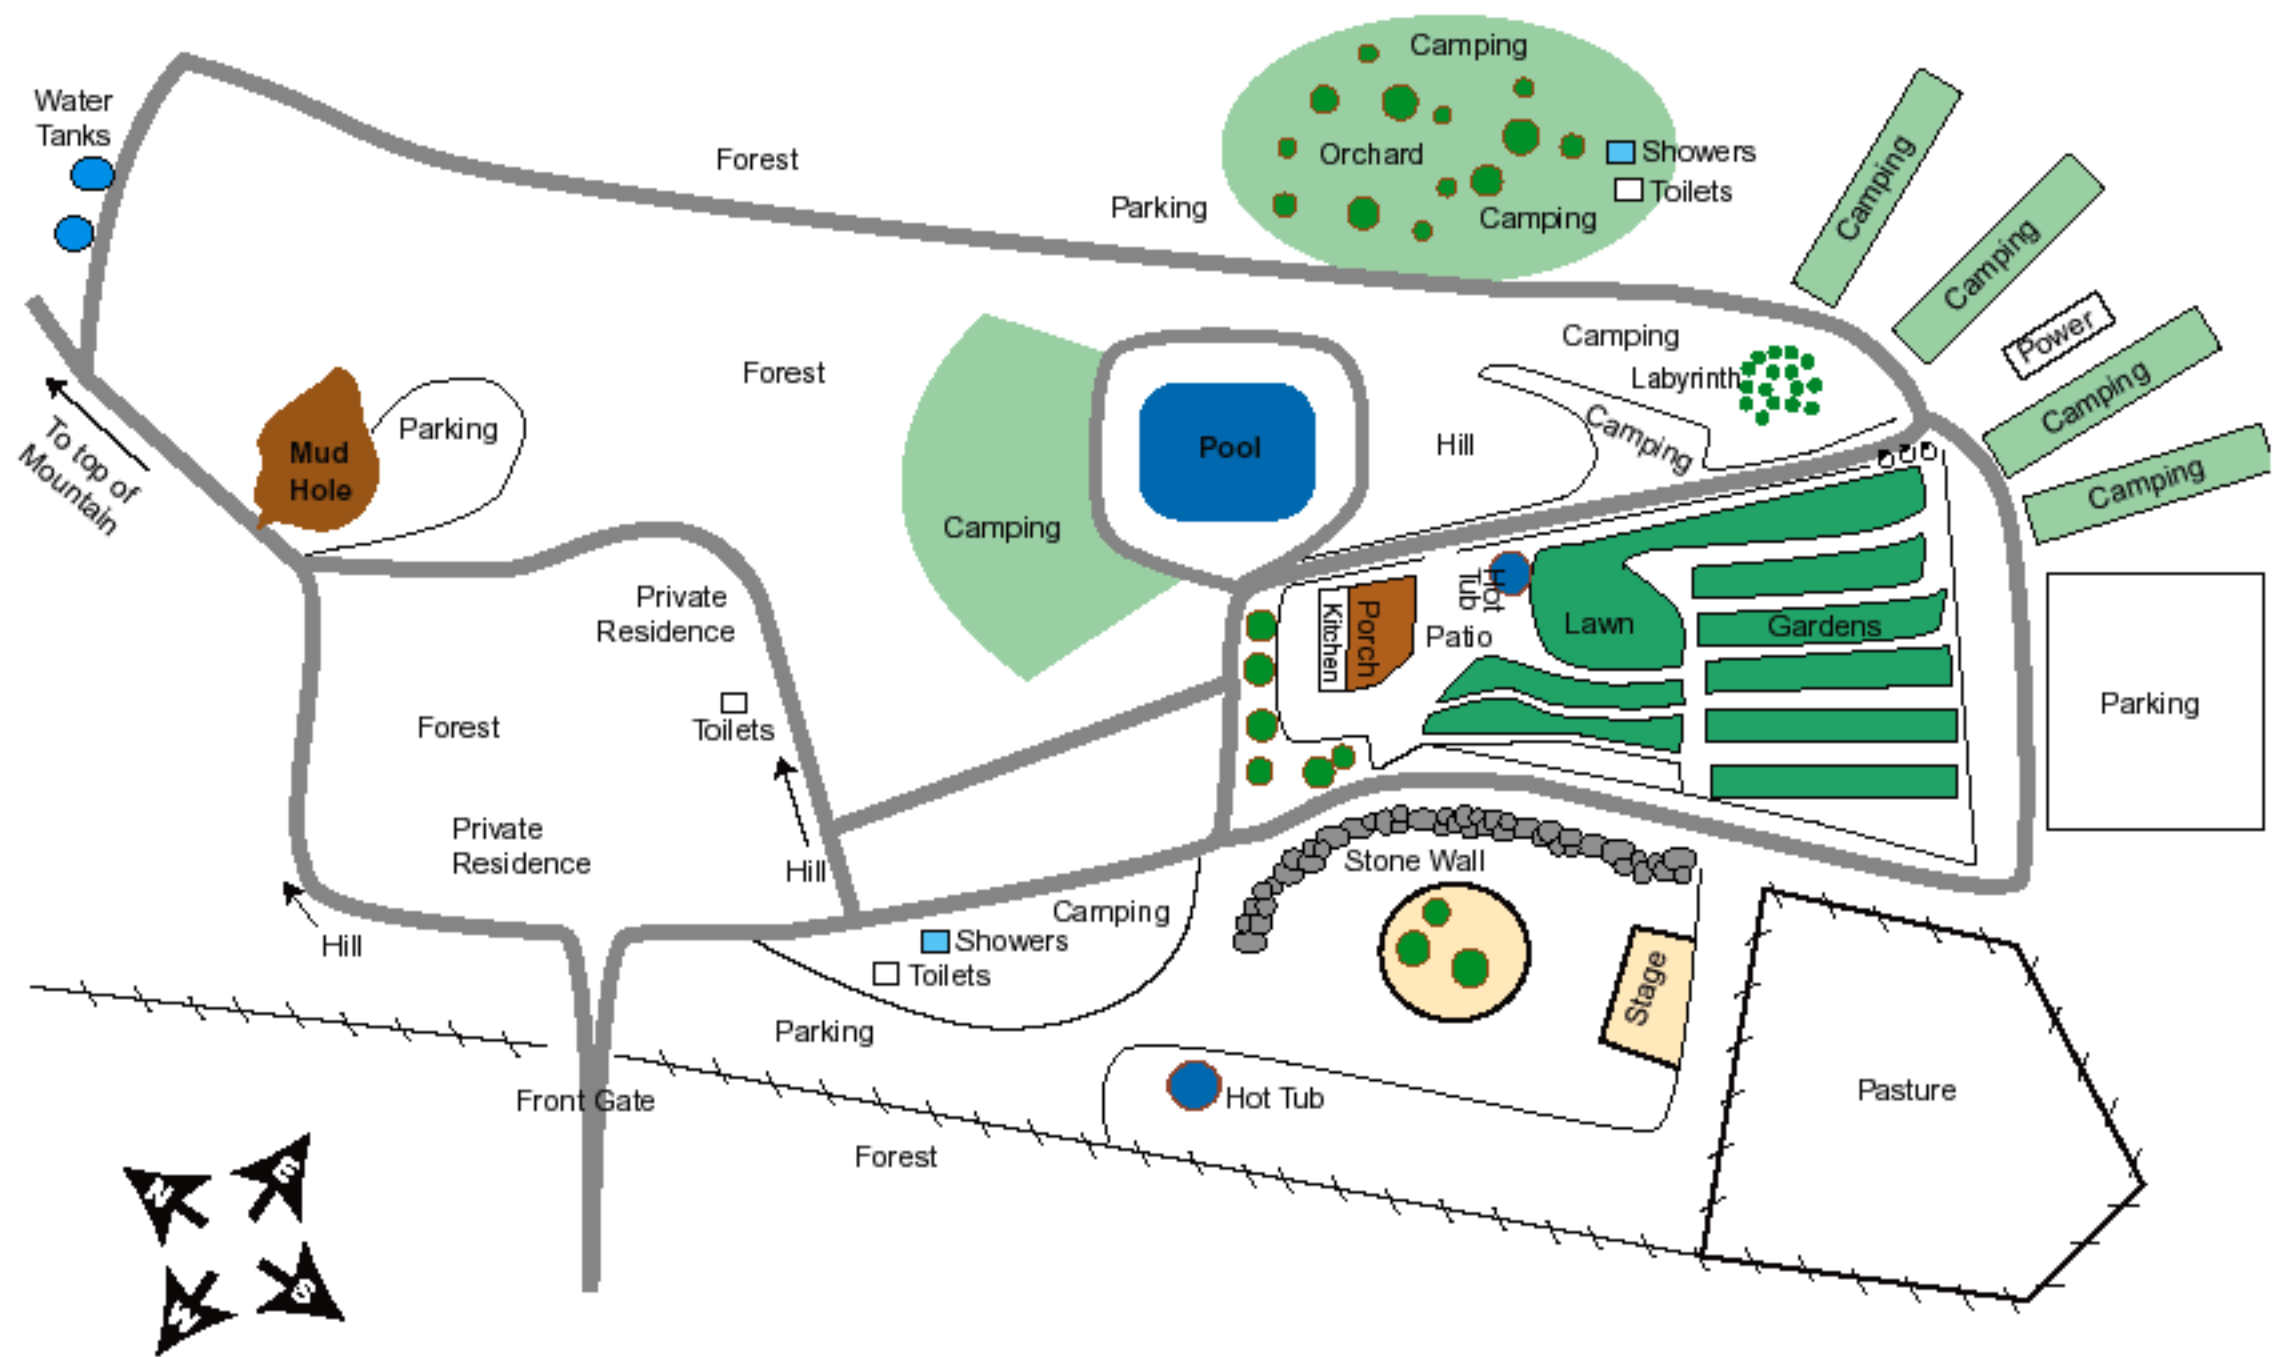 Camping
Water
Tanks
Forest
Orchard
Showers
Toilets
Parking
Camping
Camping
Camping
Power
Camping
Camping
Camping
Labyrinth
Camping
Forest
Parking
Hill
Pool
To top of
Mountain
Mud
Hole
Camping
Private
Residence
Hot
Tub
Kitchen
Porch
Patio
Lawn
Gardens
Forest
Toilets
Parking
Private
Residence
Hill
Stone Wall
Hill
Camping
Showers
Toilets
Stage
Parking
Front Gate
Hot Tub
Pasture
Forest
N
S
N
S